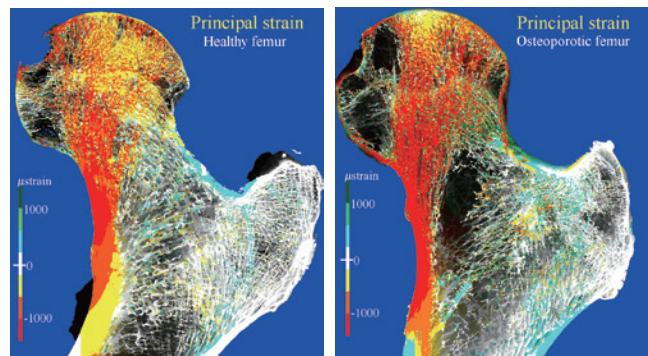 Principal strain
Healthy femur
μstrain
1000
0
-1000
Principal strain
Osteoporotic femur
μstrain
1000
0
-1000